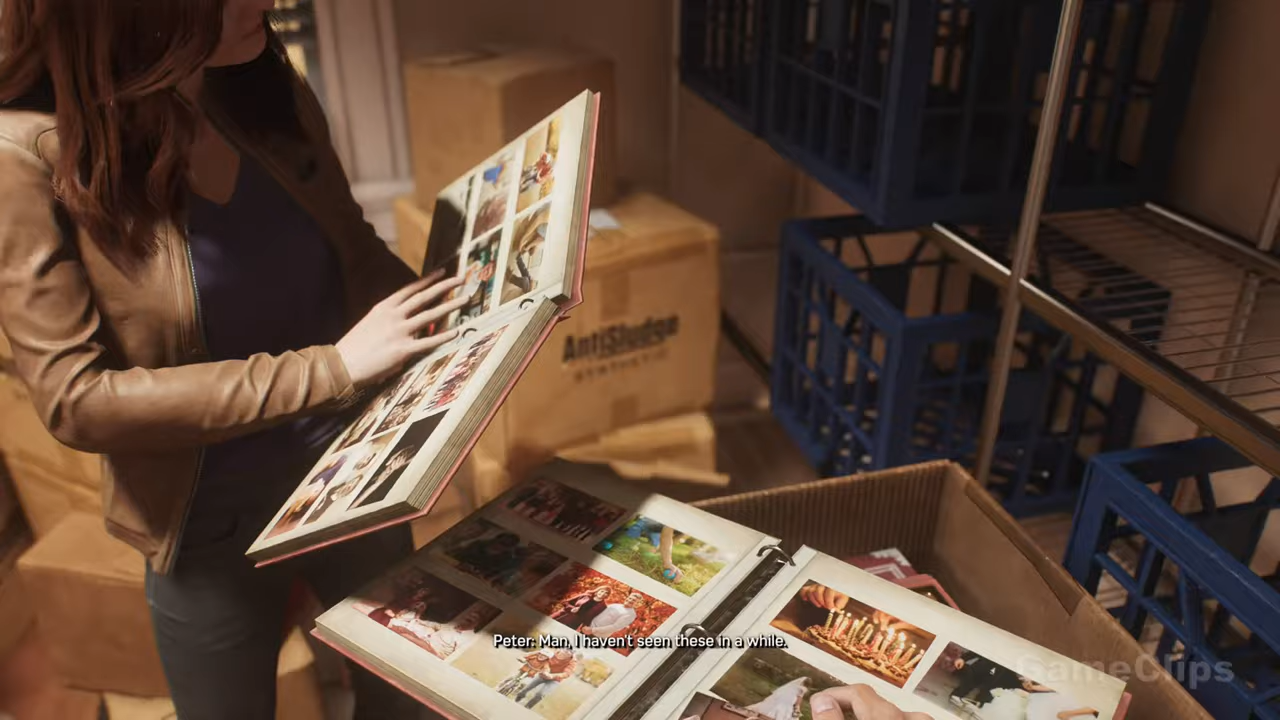 AntiSludge
Peter: Man, I haven't seen these in a while.
GameClips